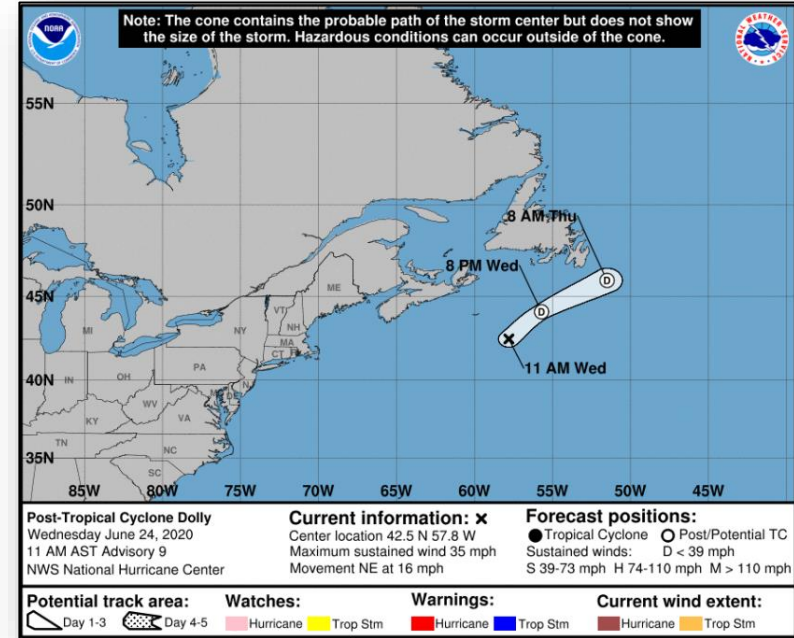 Note: The cone contains the probable path of the storm center but does not show
the size of the storm. Hazardous conditions can occur outside of the cone.
NOAA
NATIONAL WEATHER SERVICE
55N
50N
45N
40N
35N
8 AM Thu
8 PM Wed
11 AM Wed
ME
VT
NH
NY
MA
CT
MI
PA
OH
IN
WV
VA
KY
TN
NC
SC
85W 80W 75W 70W 65W 60W 55W 50W 45W
Post-Tropical Cyclone Dolly
Wednesday June 24, 2020
11 AM AST Advisory 9
NWS National Hurricane Center
Current information: x
Center location 42.5 N 57.8 W
Maximum sustained wind 35 mph
Movement NE at 16 mph
Forecast positions:
Tropical Cyclone Post/Potential TC
Sustained winds: D < 39 mph
S 39-73 mph H 74-110 mph M > 110 mph
Potential track area:
Day 1-3 Day 4-5
Watches:
Hurricane Trop Stm
Warnings:
Hurricane Trop Stm
Current wind extent:
Hurricane Trop Stm